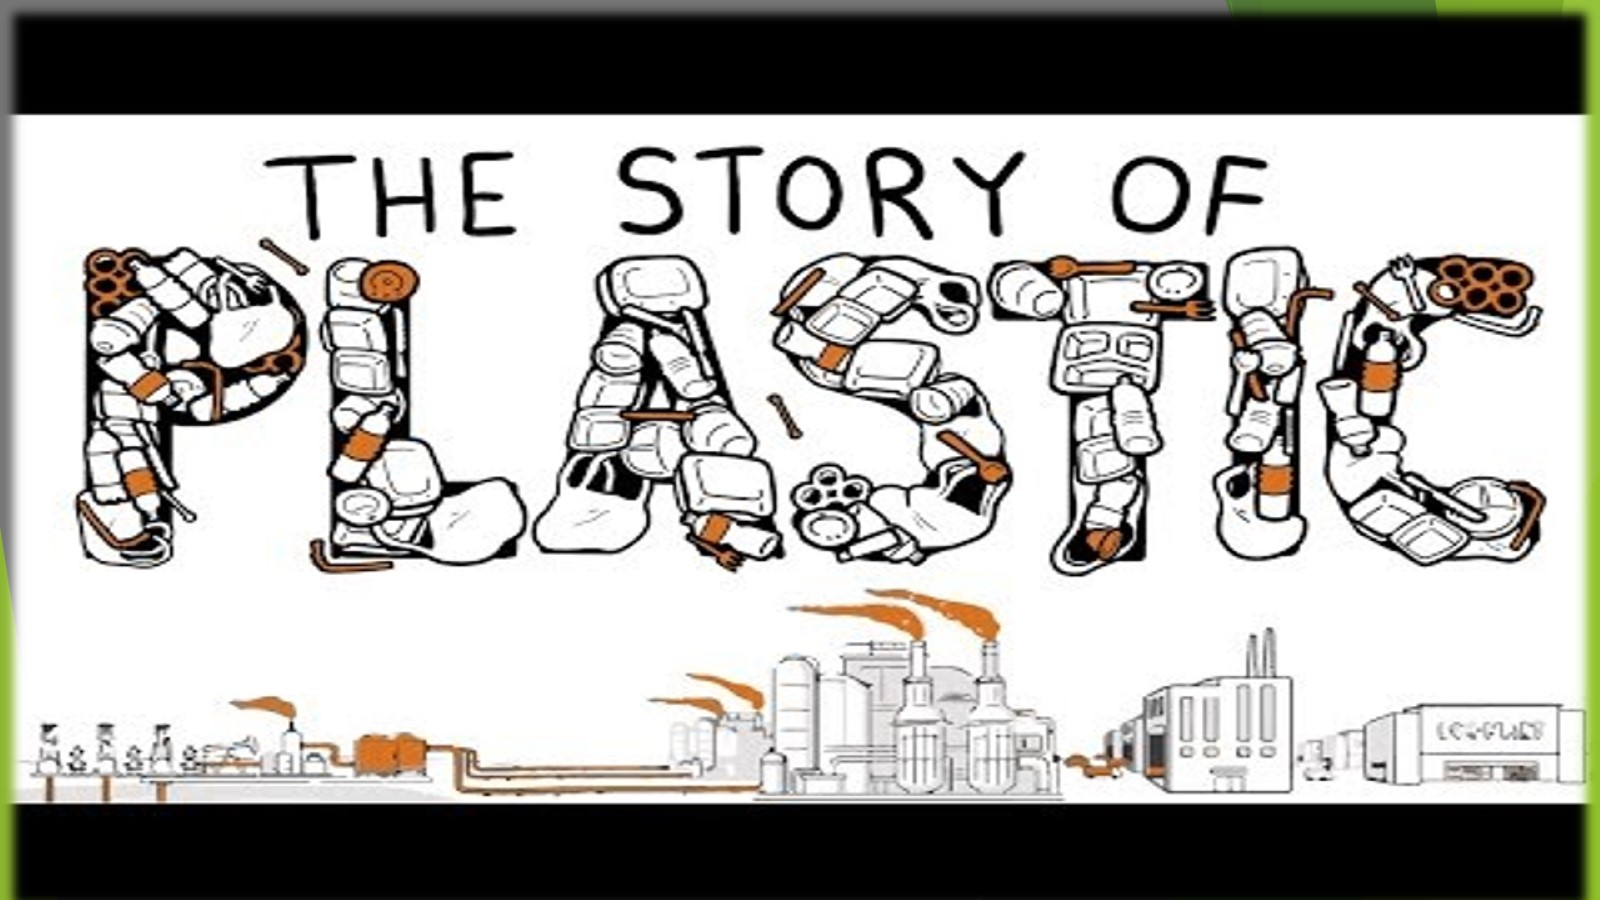 THE STORY OF
PLASTIC